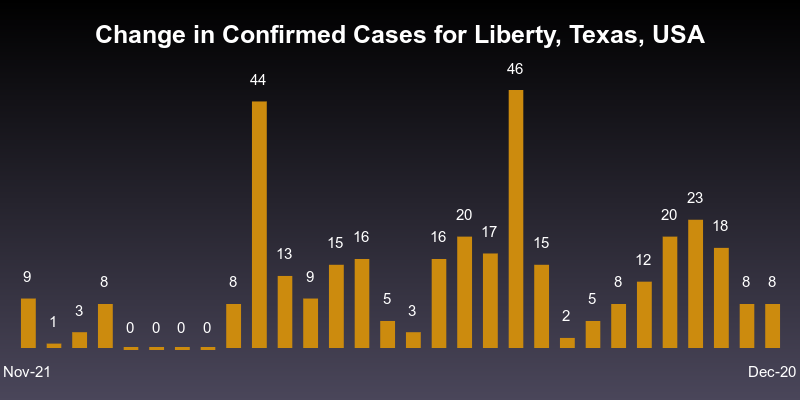 Change in Confirmed Cases for Liberty, Texas, USA
9 1 3 8 0 0 0 0 8 44 13 9 15 16 5 3 16 20 17 46 15 2 5 8 12 20 23 18 8 8
Nov-21 Dec-20